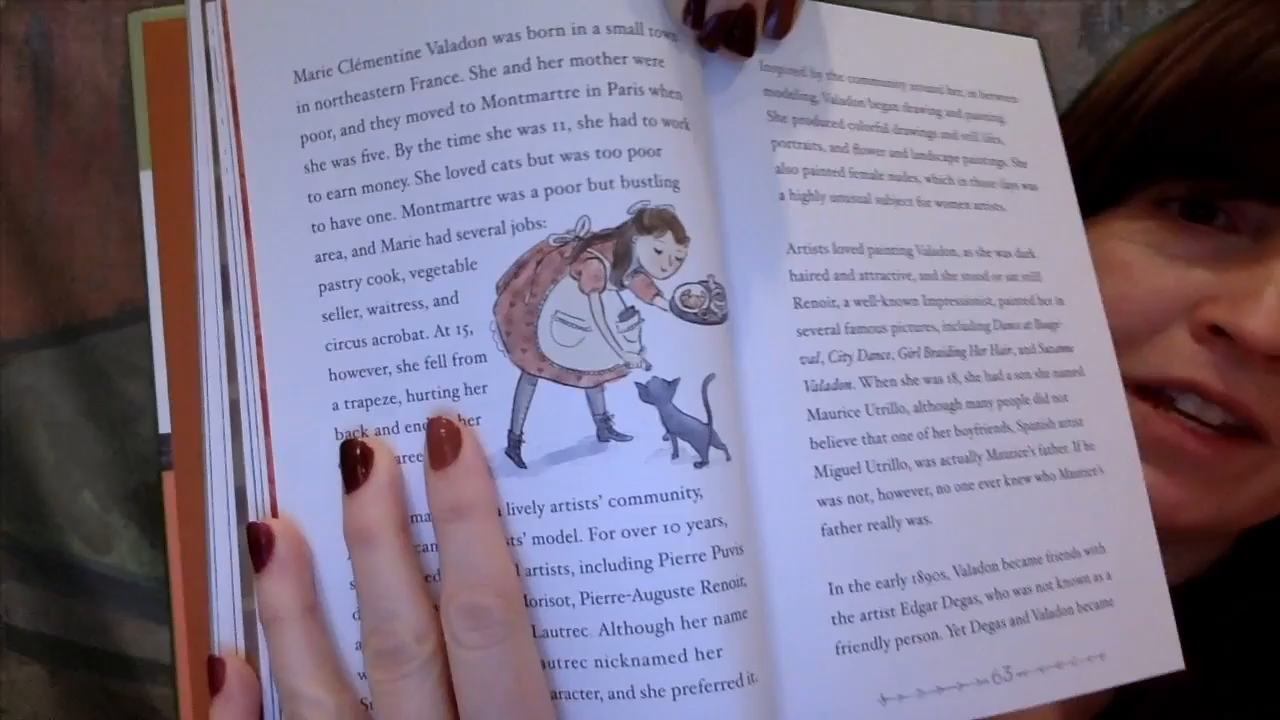 Marie Clémentine Valadon was born in a small town
in northeastern France. She and her mother were
poor, and they moved to Montmartre in Paris when
she was five. By the time she was 11, she had to work
to earn money. She loved cats but was too poor
to have one. Montmartre was a poor but bustling
area, and Marie had several jobs:
pastry cook, vegetable
seller, waitress, and
circus acrobat. At 15,
however, she fell from
a trapeze, hurting her
back and her
lively artists' community,
model. For over 10 years,
artists, including Pierre Puvis
Pierre-Auguste Renoir,
Lautrec. Although her name
nicknamed her
and she preferred it.
Inspired by the community around her, in between
modeling, Valadon began drawing and painting.
She produced colorful drawings and still lifes,
portraits, and flower and landscape paintings. She
also painted female nudes, which in those days was
a highly unusual subject for women artists.
Artists loved painting Valadon, as she was dark
haired and attractive, and she stood or sat still.
Renoir, a well-known Impressionist, painted her in
several famous pictures, including Dance at Bougi-
val, City Dance, Girl Braiding Her Hair, and Suzanne
Valadon. When she was 18, she had a son she named
Maurice Utrillo, although many people did not
believe that one of her boyfriends, Spanish artist
Miguel Utrillo, was actually Maurice's father. If he
was not, however, no one ever knew who Maurice's
father really was.
In the early 1890s, Valadon became friends with
the artist Edgar Degas, who was not known as a
friendly person. Yet Degas and Valadon became
63